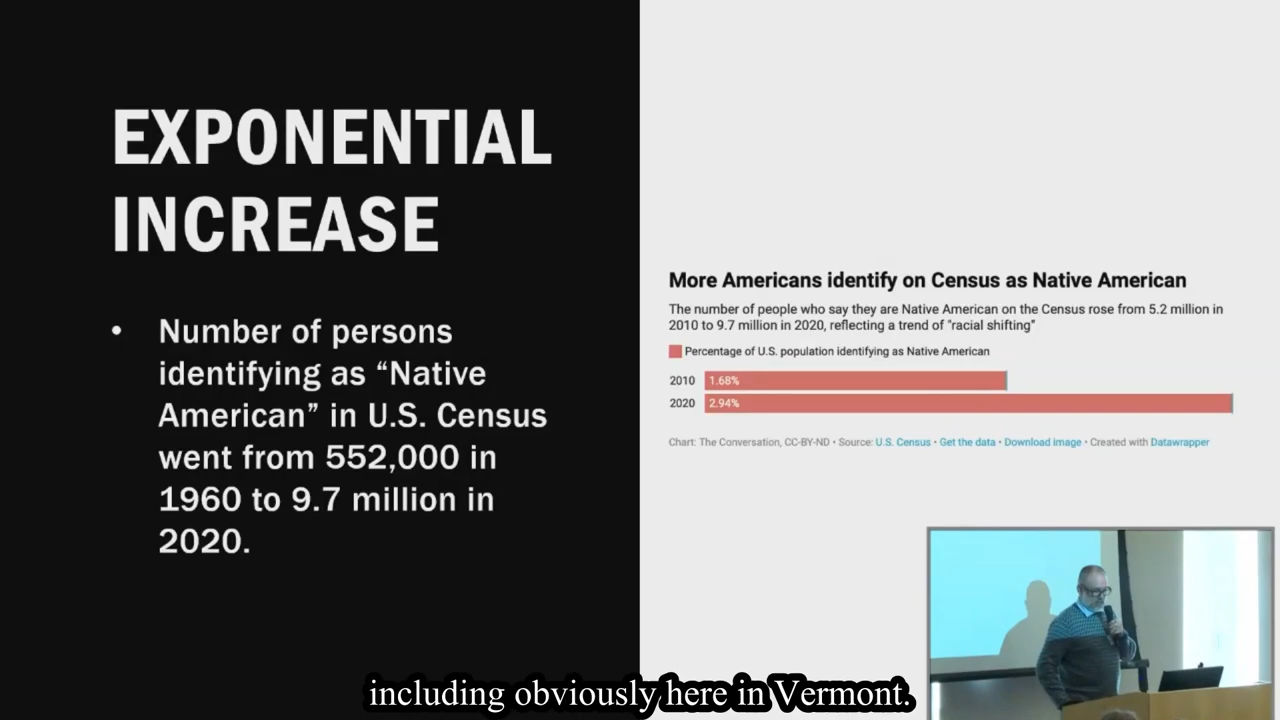 EXPONENTIAL
INCREASE
• Number of persons
identifying as “Native
American” in U.S. Census
went from 552,000 in
1960 to 9.7 million in
2020.
More Americans identify on Census as Native American
The number of people who say they are Native American on the Census rose from 5.2 million in
2010 to 9.7 million in 2020, reflecting a trend of "racial shifting"
Percentage of U.S. population identifying as Native American
2010 1.68%
2020 2.94%
Chart: The Conversation, CC-BY-ND • Source: U.S. Census • Get the data • Download image • Created with Datawrapper
including obviously here in Vermont.